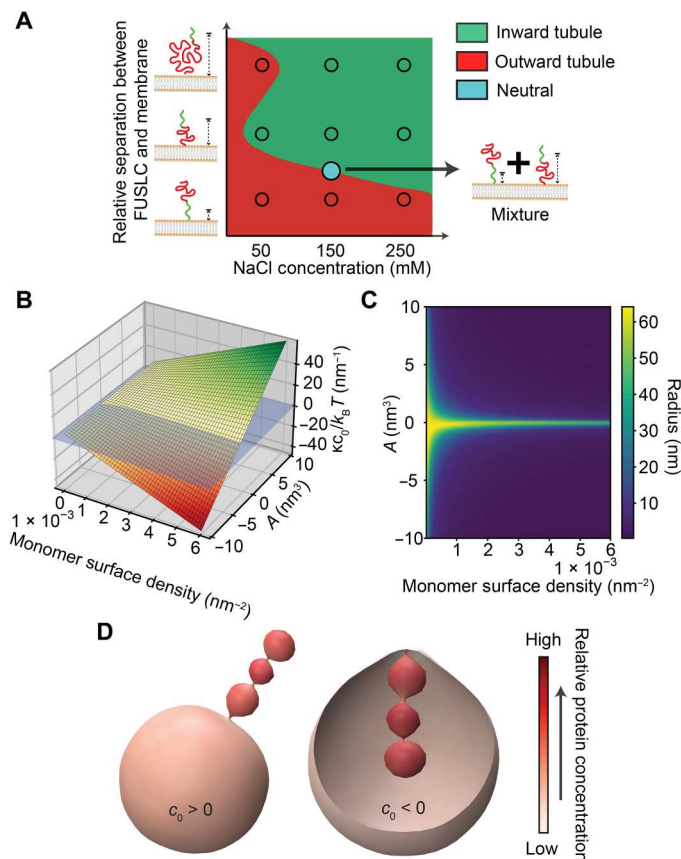 A
Relative separation between
FUSLC and membrane
50
150
250
NaCl concentration (mM)
Inward tubule
Outward tubule
Neutral
+
Mixture
B
κc₀/k_B T (nm⁻¹)
40
20
0
−20
−40
10
5
0
−5
−10
A (nm³)
0
1 × 10⁻³
2
3
4
5
6
Monomer surface density (nm⁻²)
C
10
5
0
−5
−10
A (nm³)
1
2
3
4
5
6
1 × 10⁻³
Monomer surface density (nm⁻²)
60
50
40
30
20
10
Radius (nm)
D
c₀ > 0
c₀ < 0
High
Low
Relative protein concentration